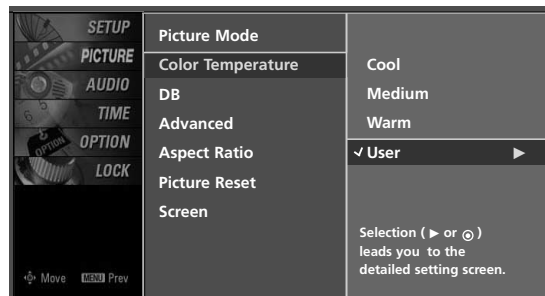 SETUP
PICTURE
AUDIO
TIME
OPTION
LOCK
Move MENU Prev
Picture Mode
Color Temperature
DB
Advanced
Aspect Ratio
Picture Reset
Screen
Cool
Medium
Warm
✓ User ▶
Selection ( ▶ or ◉ )
leads you to the
detailed setting screen.